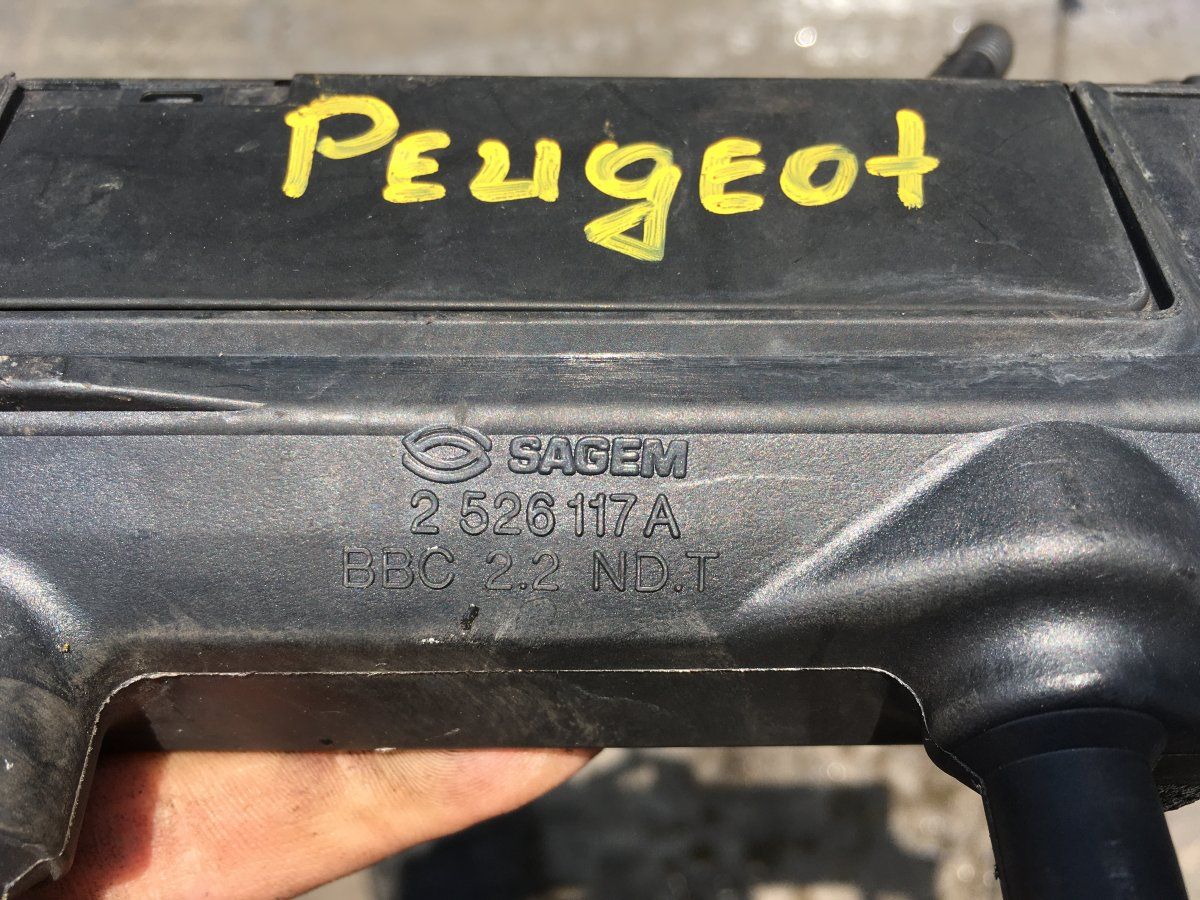 Peugeot
SAGEM
2 526 117A
BBC 2.2 ND.T